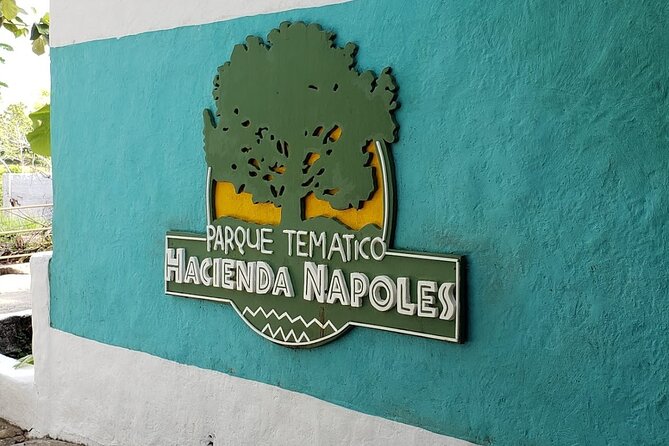 PARQUE TEMATICO
HACIENDA NAPOLES